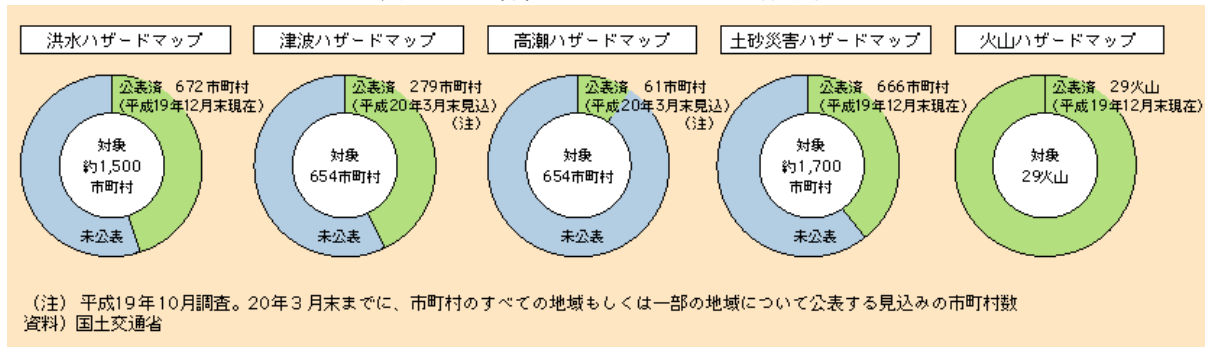 洪水ハザードマップ
公表済 672市町村
(平成19年12月末現在)
対象
約1,500
市町村
未公表
津波ハザードマップ
公表済 279市町村
(平成20年3月末見込)
(注)
対象
654市町村
未公表
高潮ハザードマップ
公表済 61市町村
(平成20年3月末見込)
(注)
対象
654市町村
未公表
土砂災害ハザードマップ
公表済 666市町村
(平成19年12月末現在)
対象
約1,700
市町村
未公表
火山ハザードマップ
公表済 29火山
(平成19年12月末現在)
対象
29火山
(注) 平成19年10月調査。20年3月末までに、市町村のすべての地域もしくは一部の地域について公表する見込みの市町村数
資料)国土交通省